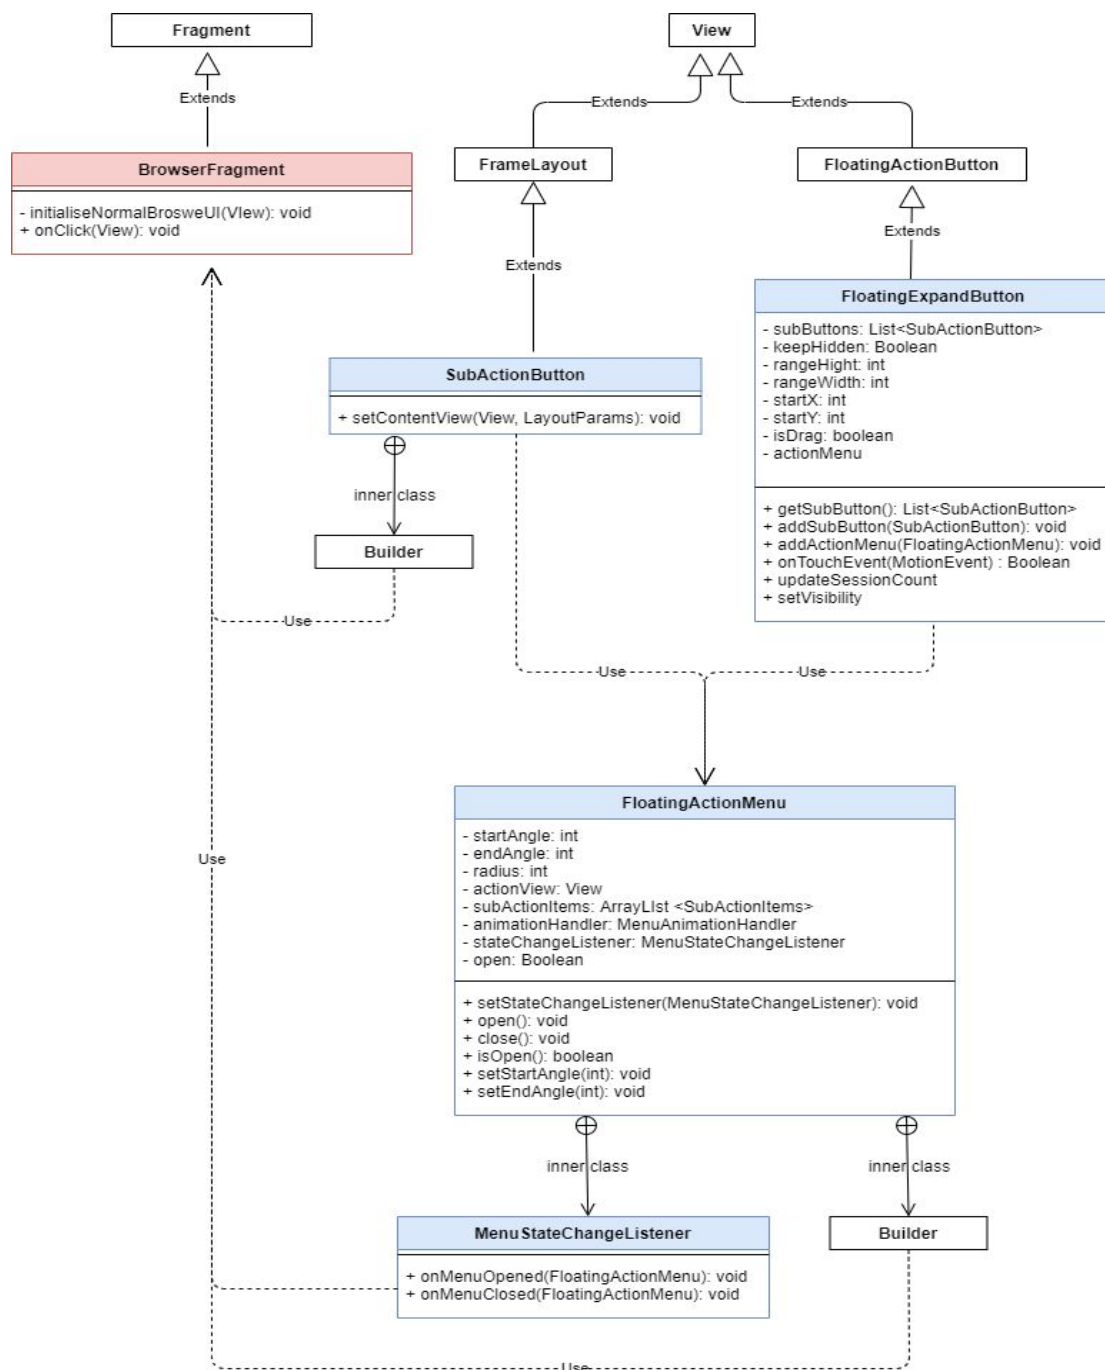 Fragment
View
Extends
Extends
Extends
BrowserFragment
- initialiseNormalBrosweUI(VIew): void
+ onClick(View): void
FrameLayout
FloatingActionButton
Extends
Extends
FloatingExpandButton
- subButtons: List<SubActionButton>
- keepHidden: Boolean
- rangeHight: int
- rangeWidth: int
- startX: int
- startY: int
- isDrag: boolean
- actionMenu
+ getSubButton(): List<SubActionButton>
+ addSubButton(SubActionButton): void
+ addActionMenu(FloatingActionMenu): void
+ onTouchEvent(MotionEvent) : Boolean
+ updateSessionCount
+ setVisibility
SubActionButton
+ setContentView(View, LayoutParams): void
inner class
Builder
Use
Use
Use
FloatingActionMenu
- startAngle: int
- endAngle: int
- radius: int
- actionView: View
- subActionItems: ArrayLIst <SubActionItems>
- animationHandler: MenuAnimationHandler
- stateChangeListener: MenuStateChangeListener
- open: Boolean
+ setStateChangeListener(MenuStateChangeListener): void
+ open(): void
+ close(): void
+ isOpen(): boolean
+ setStartAngle(int): void
+ setEndAngle(int): void
Use
inner class
inner class
MenuStateChangeListener
+ onMenuOpened(FloatingActionMenu): void
+ onMenuClosed(FloatingActionMenu): void
Builder
Use